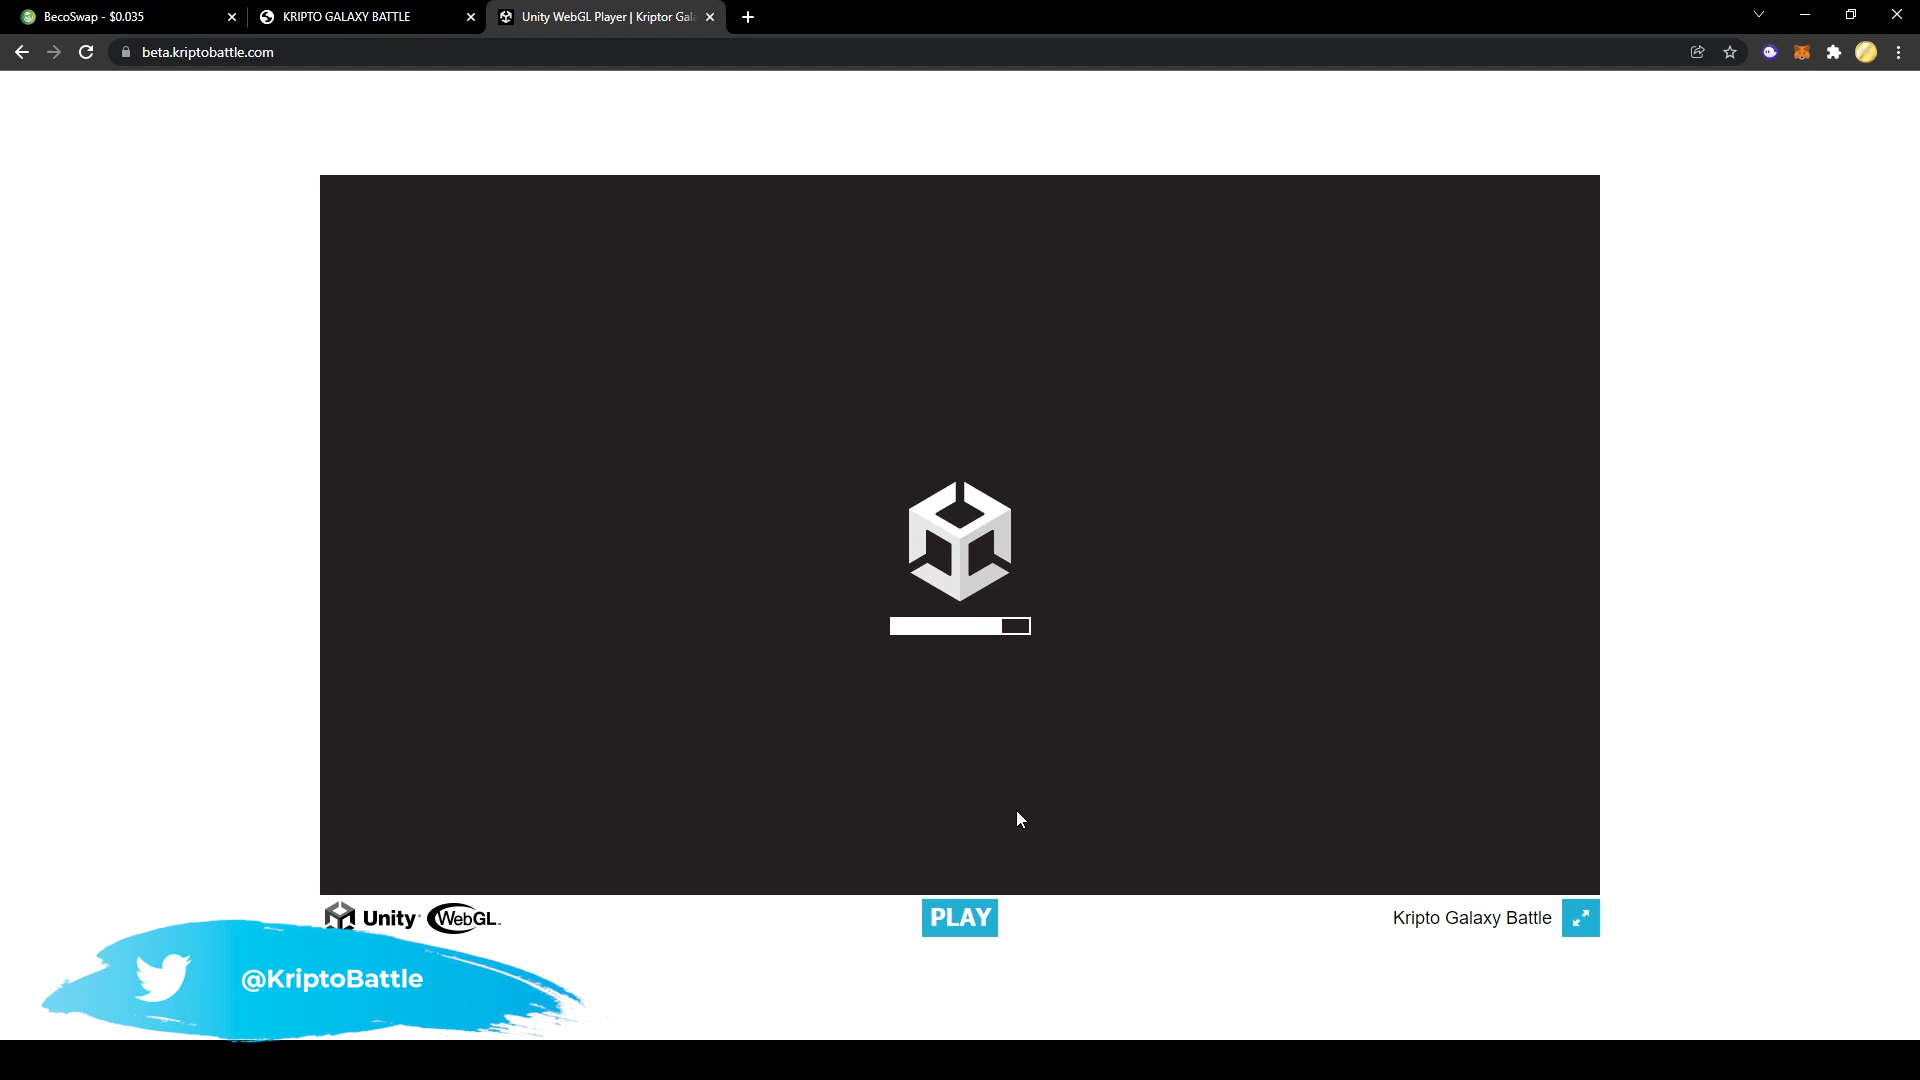 BecoSwap - $0.035
KRIPTO GALAXY BATTLE
Unity WebGL Player | Kriptor Gal
beta.kriptobattle.com
Unity
WebGL
PLAY
Kripto Galaxy Battle
@KriptoBattle